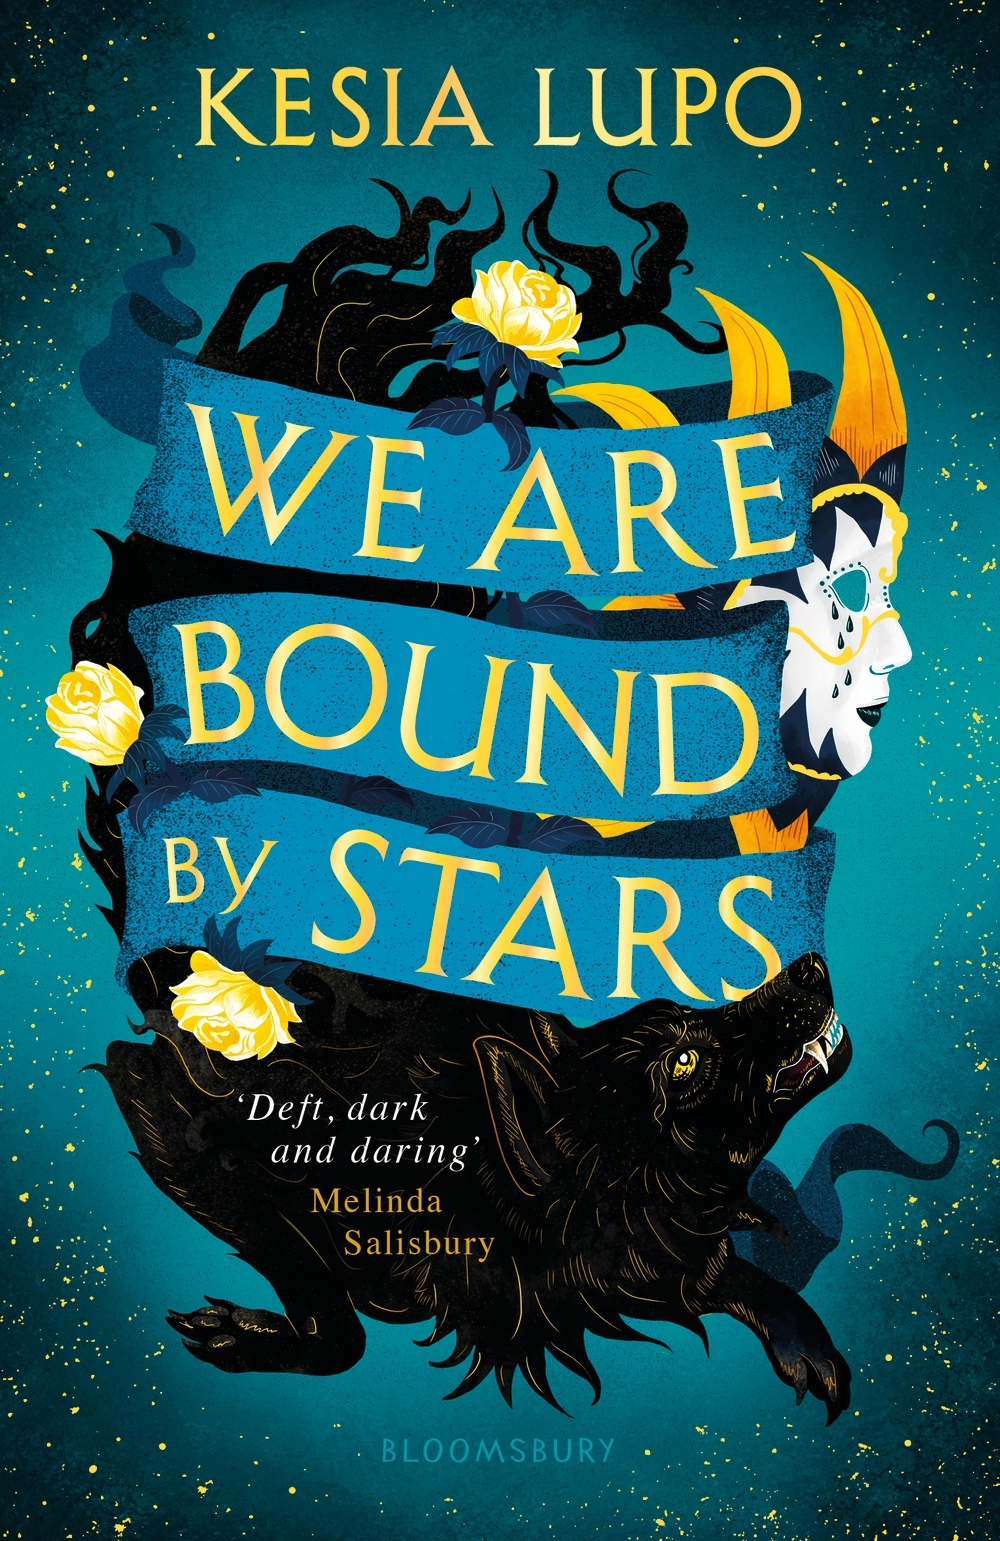 KESIA LUPO
WE ARE
BOUND
BY STARS
‘Deft, dark
and daring’
Melinda
Salisbury
BLOOMSBURY